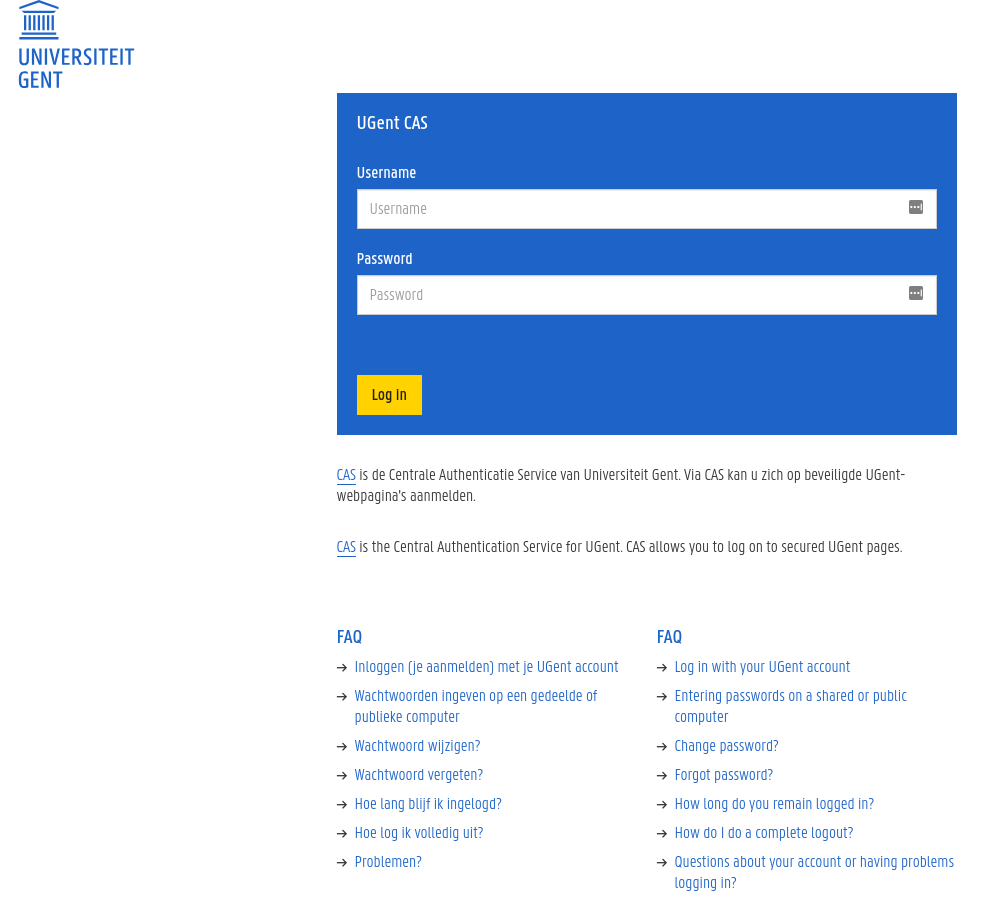 UNIVERSITEIT
GENT
UGent CAS
Username
Username
Password
Password
Log In
CAS is de Centrale Authenticatie Service van Universiteit Gent. Via CAS kan u zich op beveiligde UGent-
webpagina's aanmelden.
CAS is the Central Authentication Service for UGent. CAS allows you to log on to secured UGent pages.
FAQ
Inloggen (je aanmelden) met je UGent account
Wachtwoorden ingeven op een gedeelde of
publieke computer
Wachtwoord wijzigen?
Wachtwoord vergeten?
Hoe lang blijf ik ingelogd?
Hoe log ik volledig uit?
Problemen?
FAQ
Log in with your UGent account
Entering passwords on a shared or public
computer
Change password?
Forgot password?
How long do you remain logged in?
How do I do a complete logout?
Questions about your account or having problems
logging in?